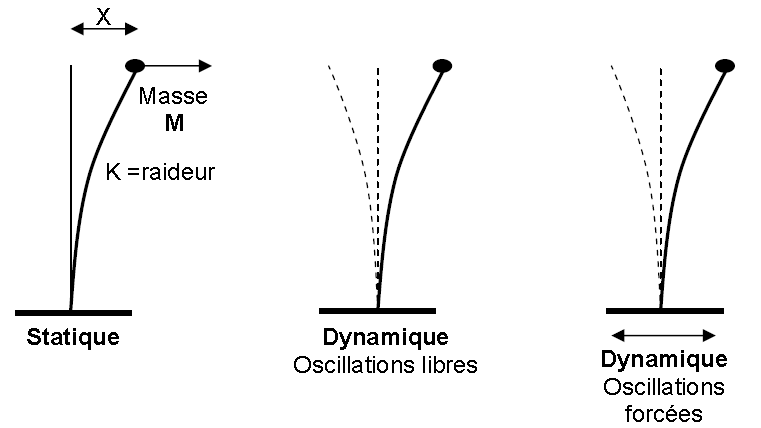 X
Masse
M
K =raideur
Statique
Dynamique
Oscillations libres
Dynamique
Oscillations
forcées